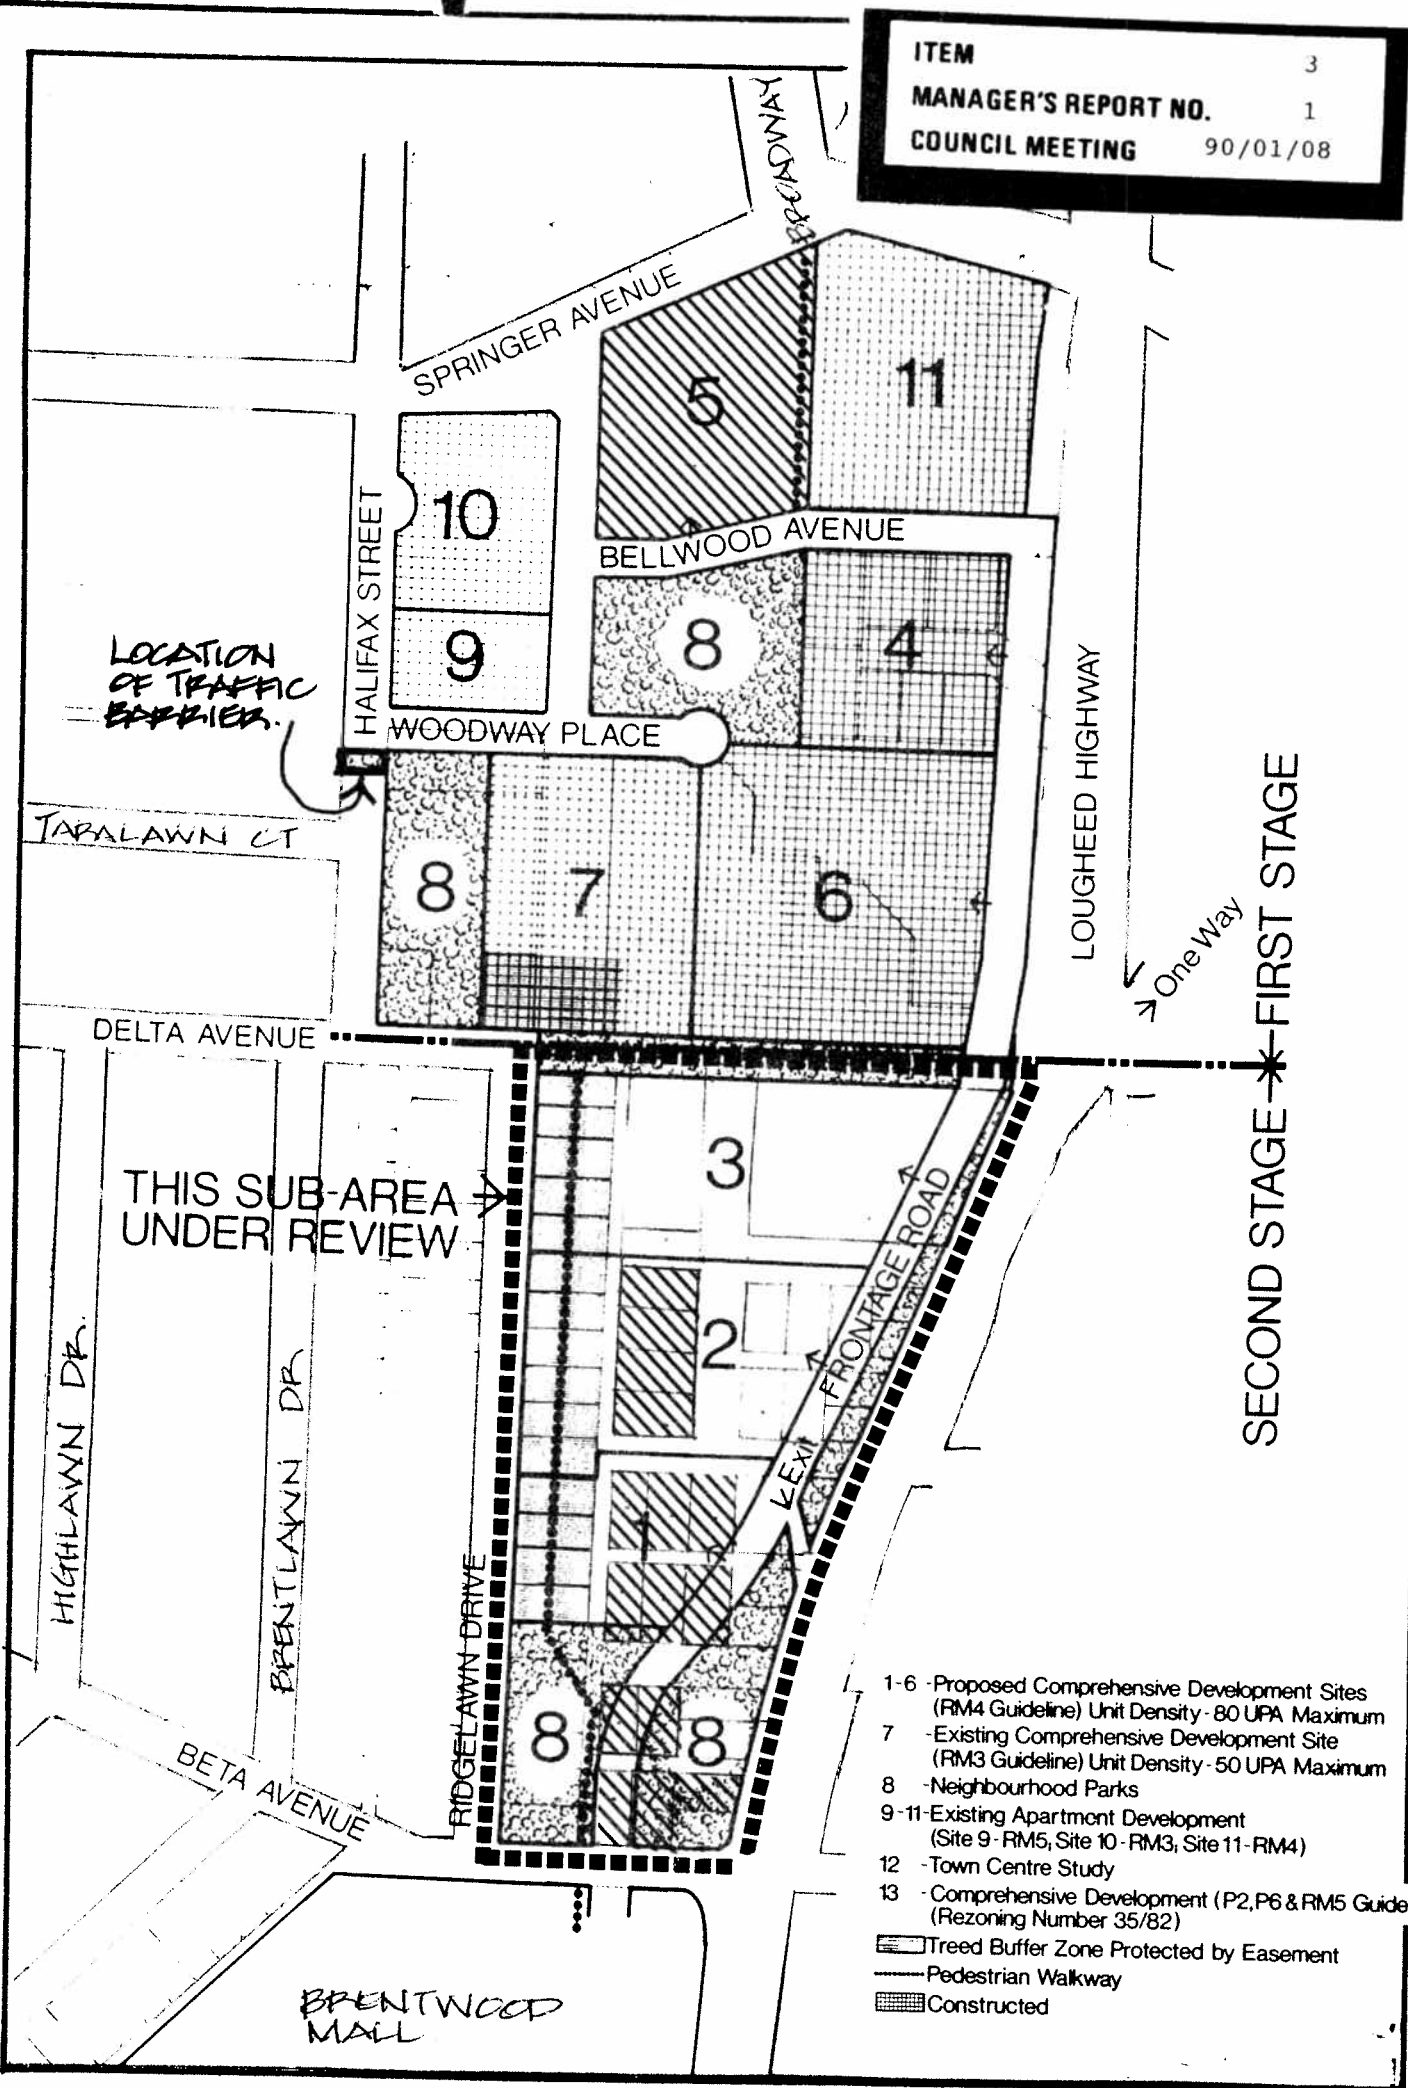 ITEM 3
MANAGER'S REPORT NO. 1
COUNCIL MEETING 90/01/08
BROADWAY
SPRINGER AVENUE
5
11
10
HALIFAX STREET
BELLWOOD AVENUE
9
8
4
LOCATION
OF TRAFFIC
BARRIER.
WOODWAY PLACE
LOUGHEED HIGHWAY
TARALAWN CT
8
7
6
One Way
FIRST STAGE
SECOND STAGE
DELTA AVENUE
THIS SUB-AREA
UNDER REVIEW
3
FRONTAGE ROAD
2
Exit
1
HIGHLAWN DR.
BRENTLAWN DR
RIDGELAWN DRIVE
8
8
BETA AVENUE
BRENTWOOD
MALL
1-6 -Proposed Comprehensive Development Sites
(RM4 Guideline) Unit Density-80 UPA Maximum
7 -Existing Comprehensive Development Site
(RM3 Guideline) Unit Density-50 UPA Maximum
8 -Neighbourhood Parks
9-11-Existing Apartment Development
(Site 9-RM5, Site 10-RM3, Site 11-RM4)
12 -Town Centre Study
13 -Comprehensive Development (P2,P6 & RM5 Guide
(Rezoning Number 35/82)
Treed Buffer Zone Protected by Easement
Pedestrian Walkway
Constructed